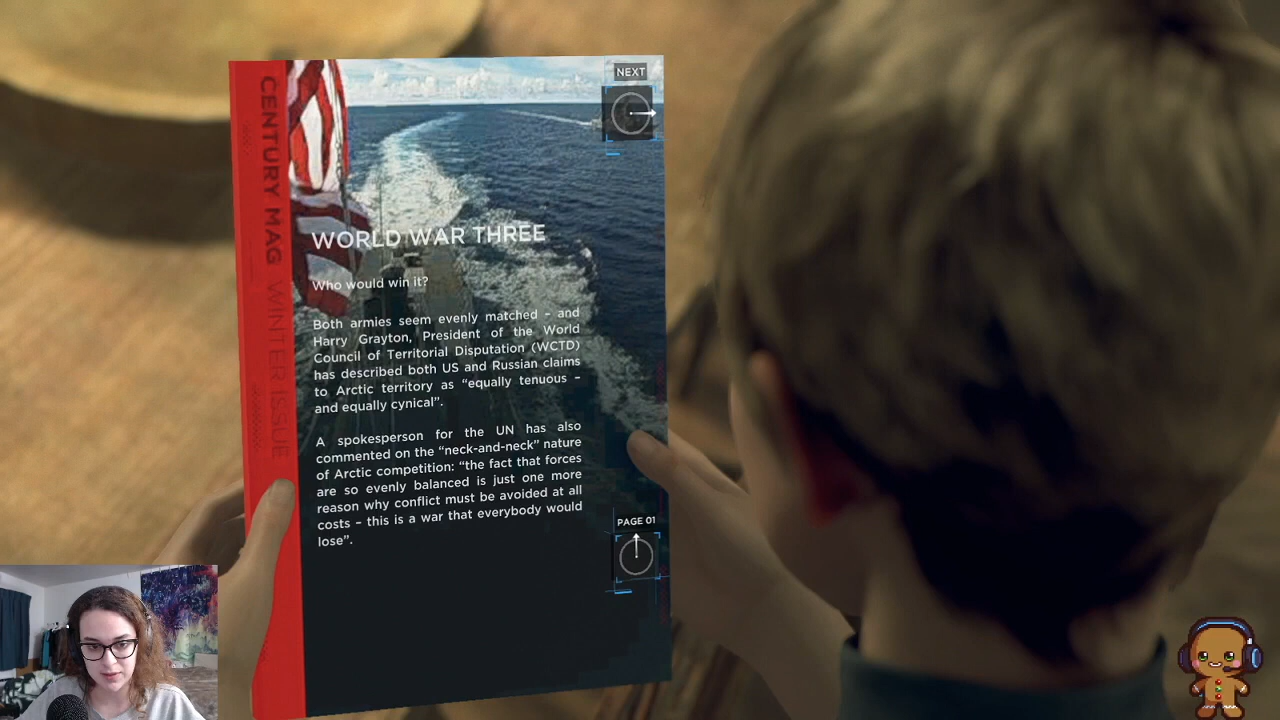 CENTURY MAG WINTER ISSUE
NEXT
WORLD WAR THREE
Who would win it?
Both armies seem evenly matched – and
Harry Grayton, President of the World
Council of Territorial Disputation (WCTD)
has described both US and Russian claims
to Arctic territory as “equally tenuous –
and equally cynical”.
A spokesperson for the UN has also
commented on the “neck-and-neck” nature
of Arctic competition: “the fact that forces
are so evenly balanced is just one more
reason why conflict must be avoided at all
costs – this is a war that everybody would
lose”.
PAGE 01